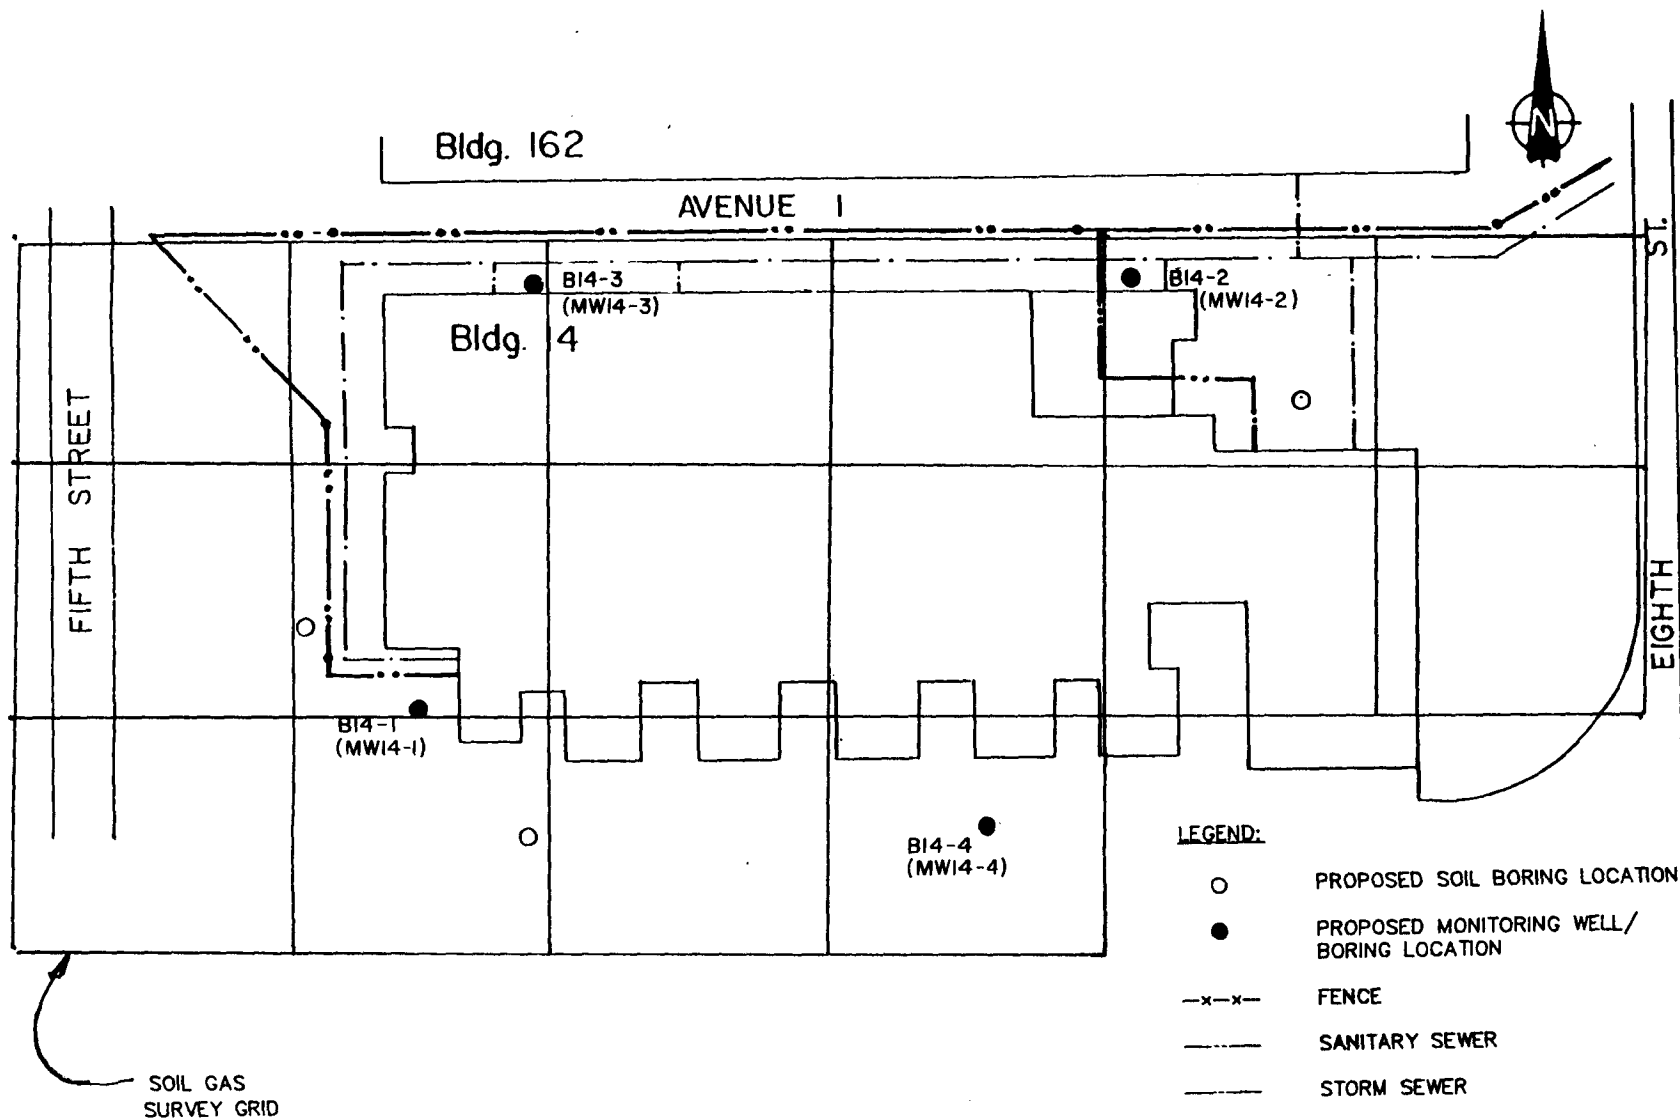 N
Bldg. 162
AVENUE 1
ST.
B14-3
(MW14-3)
B14-2
(MW14-2)
Bldg. 14
FIFTH STREET
EIGHTH
B14-1
(MW14-1)
B14-4
(MW14-4)
LEGEND:
PROPOSED SOIL BORING LOCATION
PROPOSED MONITORING WELL/
BORING LOCATION
FENCE
SANITARY SEWER
STORM SEWER
SOIL GAS
SURVEY GRID